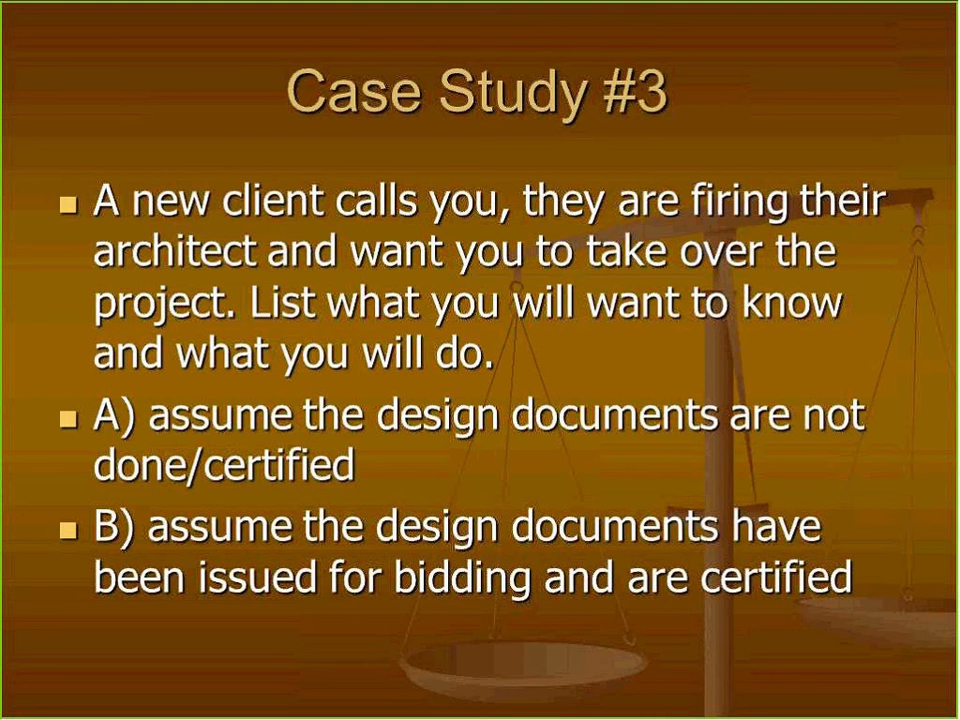 Case Study #3
A new client calls you, they are firing their
architect and want you to take over the
project. List what you will want to know
and what you will do.
A) assume the design documents are not
done/certified
B) assume the design documents have
been issued for bidding and are certified